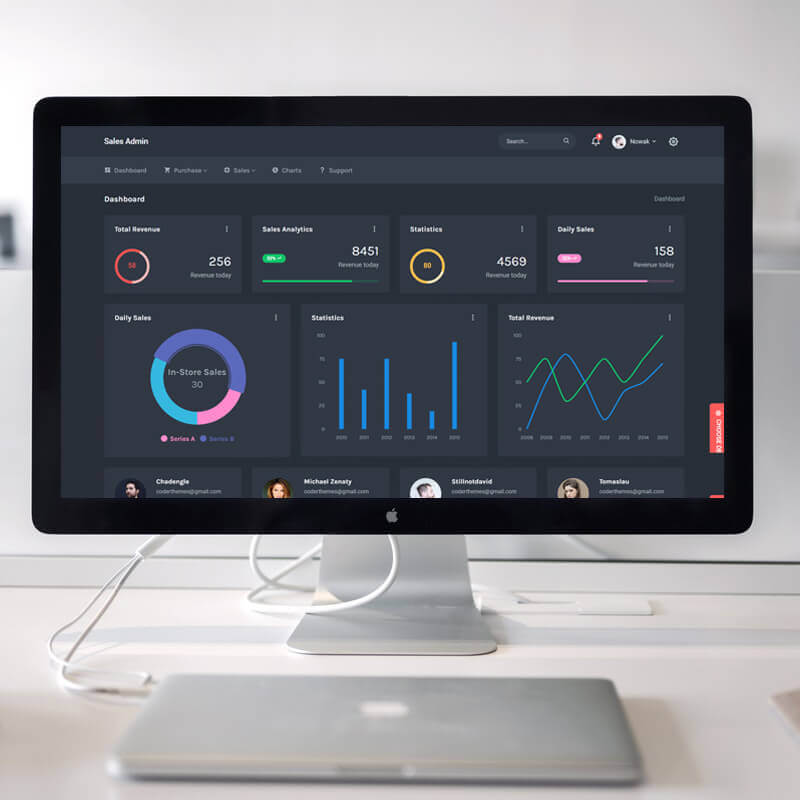 Sales Admin
Search...
Nowak
Dashboard
Purchase
Sales
Charts
? Support
Dashboard
Dashboard
Total Revenue
58
256
Revenue today
Sales Analytics
8451
Revenue today
Statistics
80
4569
Revenue today
Daily Sales
158
Revenue today
Daily Sales
In-Store Sales
30
Series A
Series B
Statistics
100
75
50
25
0
2010 2011 2012 2013 2014 2015
Total Revenue
100
75
50
25
0
2008 2009 2010 2011 2012 2013 2014 2015
CHOOSE
Chadengle
coderthemes@gmail.com
Michael Zenaty
coderthemes@gmail.com
Stillnotdavid
coderthemes@gmail.com
Tomaslau
coderthemes@gmail.com